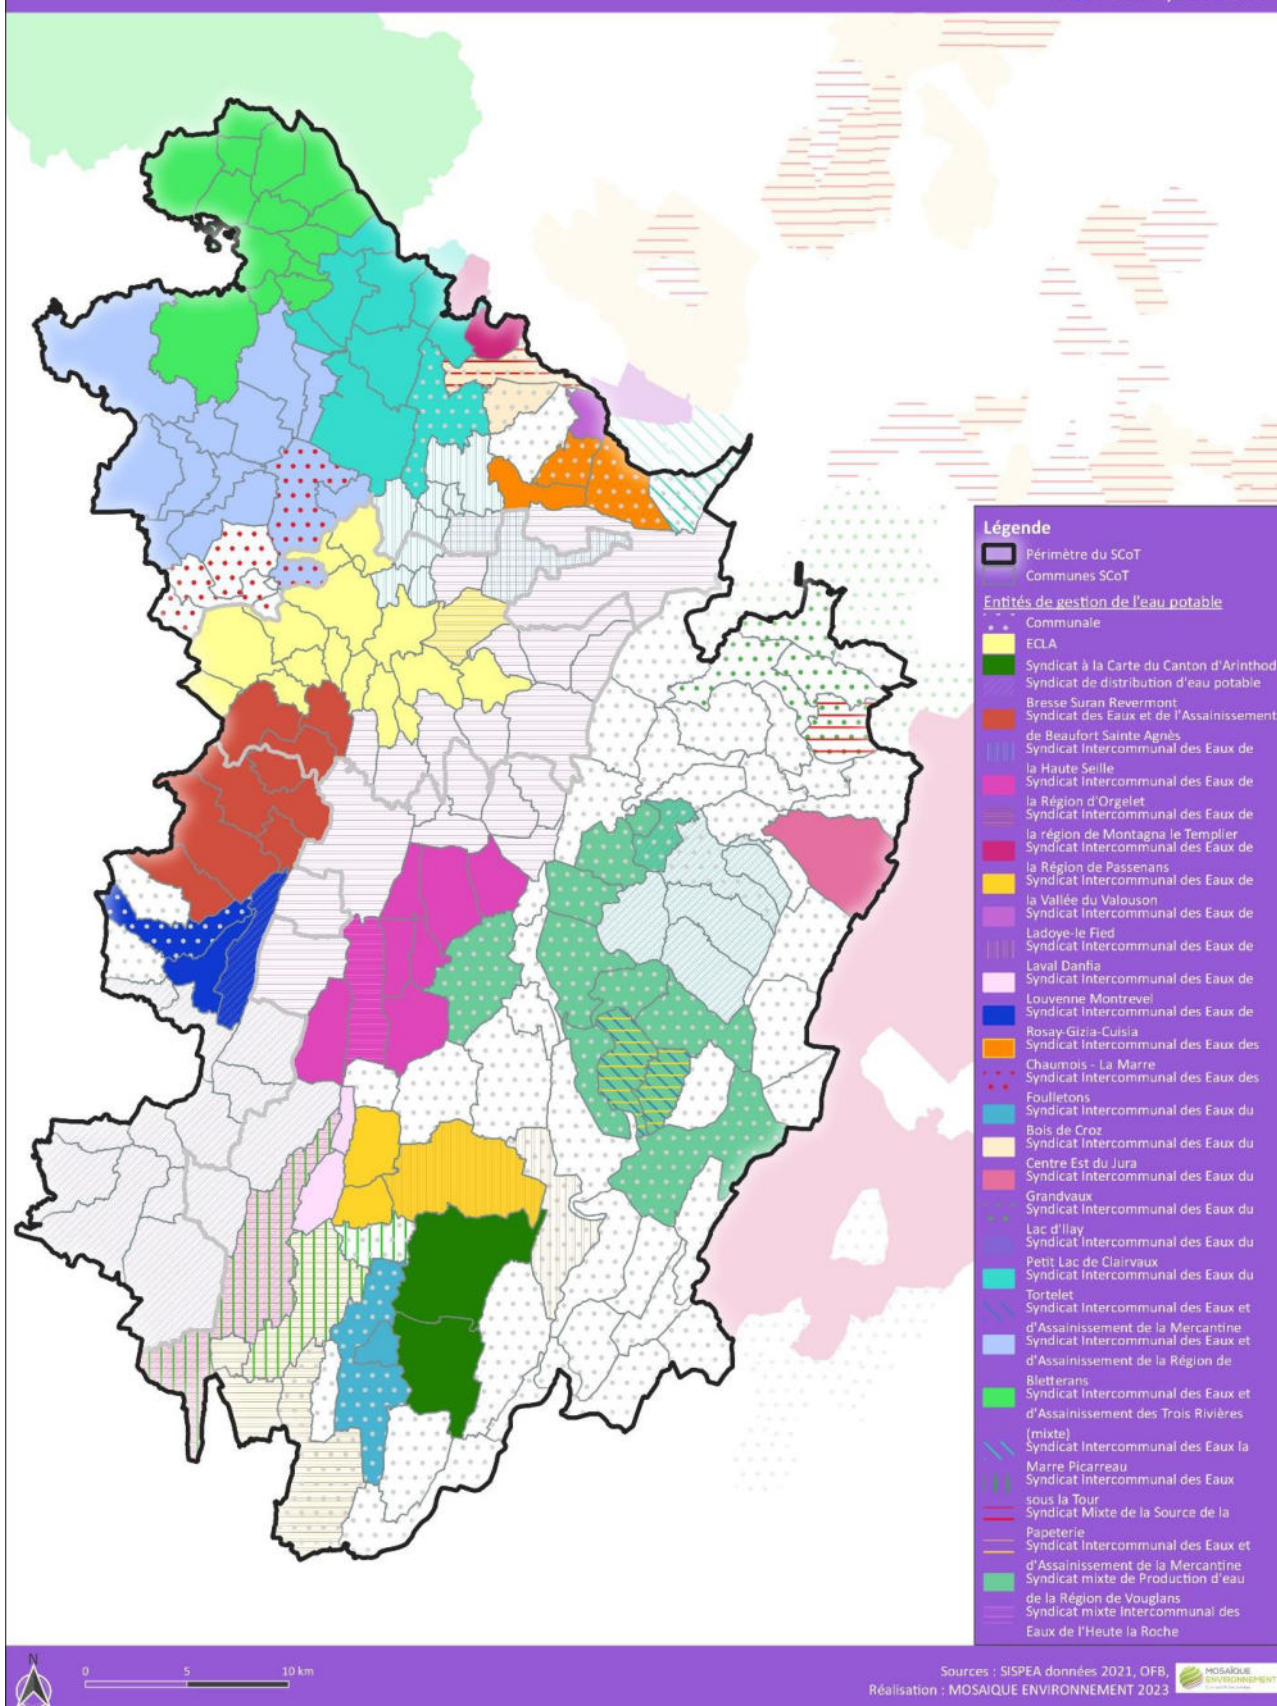 Légende
Périmètre du SCoT
Communes SCoT
Entités de gestion de l'eau potable
Communale
ECLA
Syndicat à la Carte du Canton d'Arinthod
Syndicat de distribution d'eau potable
Bresse Suran Revermont
Syndicat des Eaux et de l'Assainissement
de Beaufort Sainte Agnès
Syndicat Intercommunal des Eaux de
la Haute Seille
Syndicat Intercommunal des Eaux de
la Région d'Orgelet
Syndicat Intercommunal des Eaux de
la région de Montagna le Templier
Syndicat Intercommunal des Eaux de
la Région de Passenans
Syndicat Intercommunal des Eaux de
la Vallée du Valouson
Syndicat Intercommunal des Eaux de
Ladoye-le Fied
Syndicat Intercommunal des Eaux de
Laval Danfia
Syndicat Intercommunal des Eaux de
Louvenne Montrevel
Syndicat Intercommunal des Eaux de
Rosay-Gizia-Cuisia
Syndicat Intercommunal des Eaux des
Chaumois - La Marre
Syndicat Intercommunal des Eaux des
Foulletons
Syndicat Intercommunal des Eaux du
Bois de Croz
Syndicat Intercommunal des Eaux du
Centre Est du Jura
Syndicat Intercommunal des Eaux du
Grandvaux
Syndicat Intercommunal des Eaux du
Lac d'Ilay
Syndicat Intercommunal des Eaux du
Petit Lac de Clairvaux
Syndicat Intercommunal des Eaux du
Tortelet
Syndicat Intercommunal des Eaux et
d'Assainissement de la Mercantine
Syndicat Intercommunal des Eaux et
d'Assainissement de la Région de
Bletterans
Syndicat Intercommunal des Eaux et
d'Assainissement des Trois Rivières
(mixte)
Syndicat Intercommunal des Eaux la
Marre Picarreau
Syndicat Intercommunal des Eaux
sous la Tour
Syndicat Mixte de la Source de la
Papeterie
Syndicat Intercommunal des Eaux et
d'Assainissement de la Mercantine
Syndicat mixte de Production d'eau
de la Région de Vouglans
Syndicat mixte Intercommunal des
Eaux de l'Heute la Roche
N
0 5 10 km
Sources : SISPEA données 2021, OFB,
Réalisation : MOSAIQUE ENVIRONNEMENT 2023
MOSAÏQUE
ENVIRONNEMENT